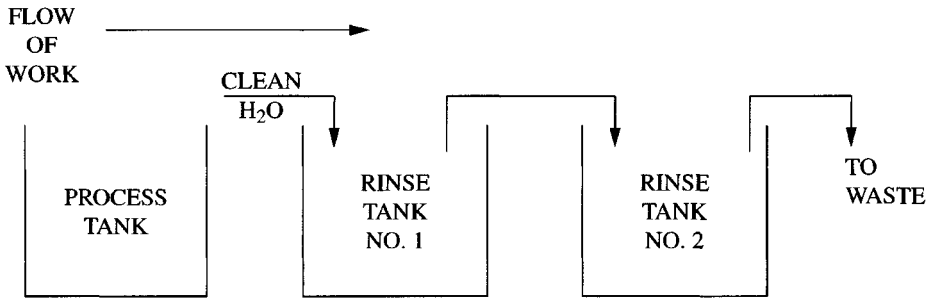 FLOW
OF
WORK
CLEAN
H₂O
PROCESS
TANK
RINSE
TANK
NO. 1
RINSE
TANK
NO. 2
TO
WASTE